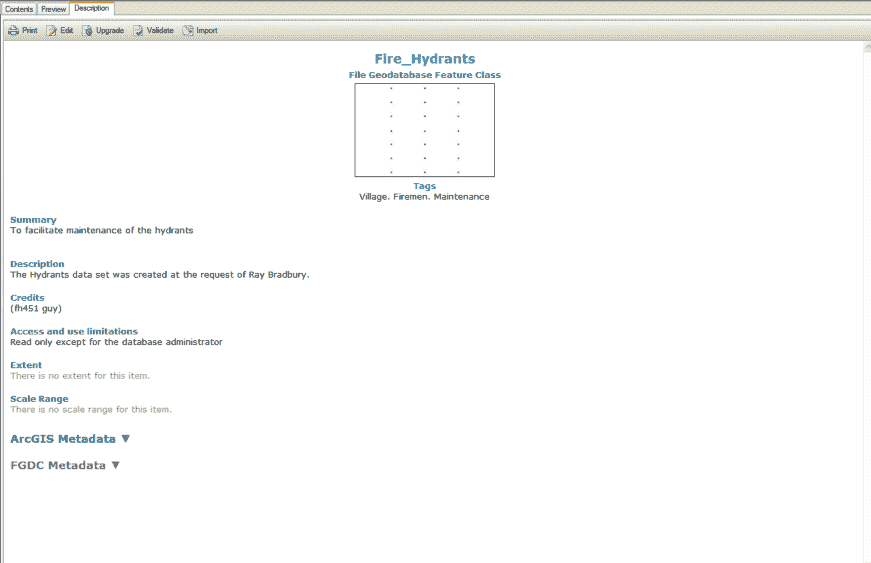 Contents Preview Description
Print Edit Upgrade Validate Import
Fire_Hydrants
File Geodatabase Feature Class
Tags
Village. Firemen. Maintenance
Summary
To facilitate maintenance of the hydrants
Description
The Hydrants data set was created at the request of Ray Bradbury.
Credits
(fh451 guy)
Access and use limitations
Read only except for the database administrator
Extent
There is no extent for this item.
Scale Range
There is no scale range for this item.
ArcGIS Metadata ▼
FGDC Metadata ▼